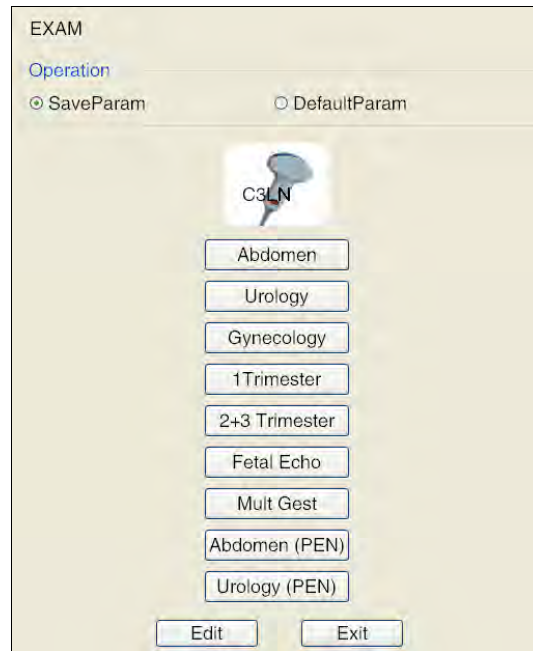 EXAM
Operation
SaveParam DefaultParam
C3LN
Abdomen
Urology
Gynecology
1Trimester
2+3 Trimester
Fetal Echo
Mult Gest
Abdomen (PEN)
Urology (PEN)
Edit Exit